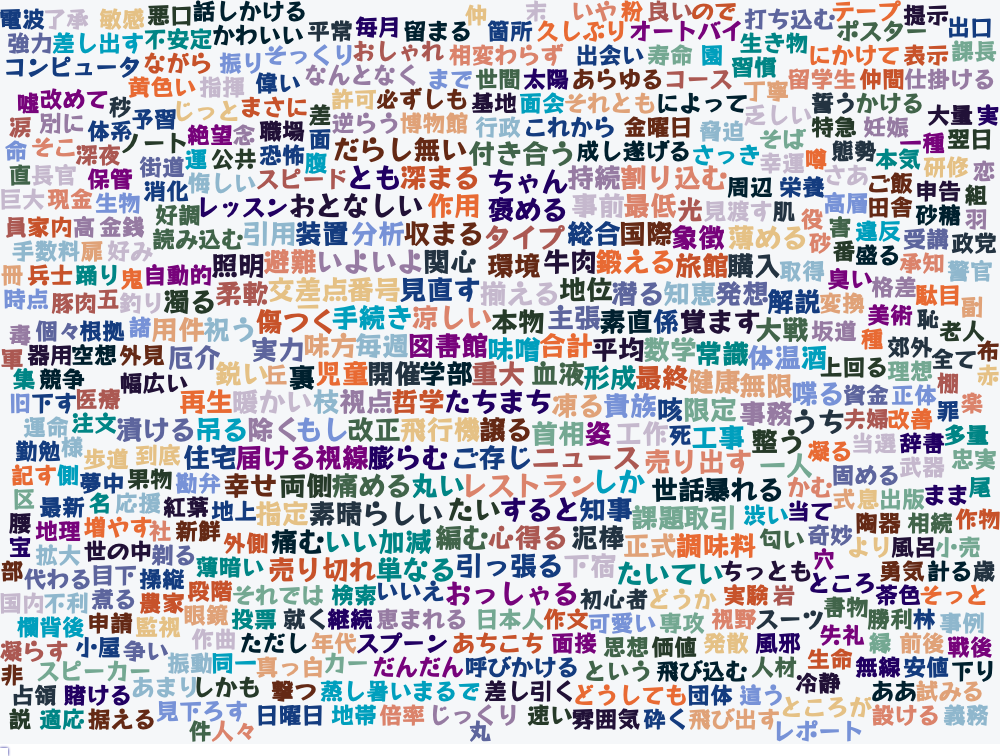 電波 了承 敏感 悪口 話しかける 仲 末 いや 粉 良いので 打ち込む テープ 提示 出口
強力 差し出す 不安定 かわいい 平常 毎月 留まる 箇所 久しぶり オートバイ 生き物 ポスター
コンピュータ ながら 振り そっくり おしゃれ 相変わらず 出会い 寿命 園 習慣 にかけて 表示 課長
黄色い 指揮 偉い なんとなく まで 世間 太陽 あらゆる コース 丁寧 留学生 仲間 仕掛ける
嘘 改めて 秒 じっと まさに 差 許可 必ずしも 基地 面会 それとも によって 乏しい 誓う かける 大量 実
涙 別に 体系 予習 ノート 絶望 念 職場 面 逆らう 博物館 行政 これから 金曜日 脅迫 そば 特急 妊娠 一種 翌日
命 そこ 深夜 街道 運 公共 恐怖 腹 だらし無い 付き合う 成し遂げる さっき 幸運 噂 態勢 本気 研修 恋
直 長官 保管 消化 悔しい スピード とも 深まる ちゃん 持続 割り込む 周辺 栄養 さあ ご飯 申告 組
巨大 現金 生物 好調 レッスン おとなしい 作用 褒める 事前 最低 光 見渡す 肌 役 高層 田舎 砂糖 羽
員 家内 高 金銭 読み込む 引用 装置 分析 収まる タイプ 総合 国際 象徴 薄める 砂 害 違反 受講 政党
手数料 扉 好み 照明 避難 いよいよ 関心 環境 牛肉 鍛える 旅館 購入 取得 番 盛る 承知 警官
冊 兵士 踊り 鬼 自動的 柔軟 交差点 番号 見直す 揃える 地位 潜る 知恵 発想 解説 変換 臭い 格差 駄目 副
時点 豚肉 五 釣り 濁る 傷つく 手続き 涼しい 本物 主張 素直 係 覚ます 大戦 坂道 美術 恥 老人
毒 個々 根拠 諸 用件 祝う 実力 味方 毎週 図書館 味噌 合計 平均 数学 常識 体温 酒 種 郊外 全て 布
軍 器用 空想 外見 厄介 鋭い 丘 裏 児童 開催 学部 重大 血液 形成 最終 健康 無限 上回る 理想 棚 赤
集 競争 幅広い 再生 暖かい 枝 視点 哲学 たちまち 凍る 貴族 咳 限定 事務 喋る 資金 正体 罪 楽
旧 下す 医療 漬ける 吊る 除く もし 改正 飛行機 譲る 首相 姿 工作 死 工事 うち 夫婦 改善 多量
運命 注文 住宅 届ける 視線 膨らむ ご存じ ニュース 売り出す 整う 一人 凝る 当選 辞書 忠実
勤勉 様 歩道 到底 幸せ 両側 痛める 丸い レストラン しか 世話 暴れる かむ 固める 武器 尾
記す 側 夢中 果物 勘弁 指定 素晴らしい たい すると 知事 課題 取引 渋い 当て 式 息 出版 まま
区 最新 名 応援 紅葉 地上 外側 痛む いい 加減 編む 心得る 泥棒 正式 調味料 匂い 奇妙 陶器 相続 作物
腰 地理 増やす 社 新鮮 薄暗い 売り切れ 単なる 引っ張る 下宿 たいてい ちっとも 穴 より 風呂 小売
宝 拡大 世の中 剃る 段階 それでは 検索 いいえ おっしゃる 初心者 どうか 実験 岩 ところ 勇気 計る 歳
部 代わる 目下 操縦 眼鏡 投票 就く 継続 恵まれる 日本人 作文 可愛い 専攻 視野 スーツ 書物 茶色 そっと
国内 不利 煮る 農家 作曲 ただし 年代 スプーン あちこち 面接 思想 価値 発散 風邪 失礼 勝利 林 事例
欄 背後 申請 監視 振動 同一 真っ白 カー だんだん 呼びかける という 飛び込む 人材 生命 縁 前後 戦後
凝らす 小屋 争い あまり しかも 撃つ 蒸し暑い まるで 差し引く どうしても 団体 違う 冷静 無線 安値 下り
非 スピーカー 見下ろす 日曜日 地帯 倍率 じっくり 速い 雰囲気 砕く 飛び出す ところが ああ 試みる
占領 賭ける 件 人々 丸 レポート 設ける 義務
説 適応 据える